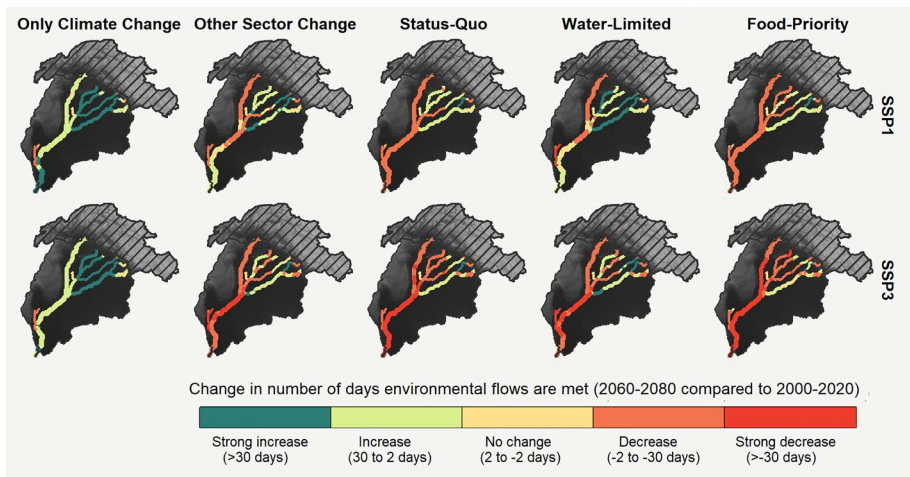 Only Climate Change
Other Sector Change
Status-Quo
Water-Limited
Food-Priority
SSP1
SSP3
Change in number of days environmental flows are met (2060-2080 compared to 2000-2020)
Strong increase
(>30 days)
Increase
(30 to 2 days)
No change
(2 to -2 days)
Decrease
(-2 to -30 days)
Strong decrease
(>-30 days)